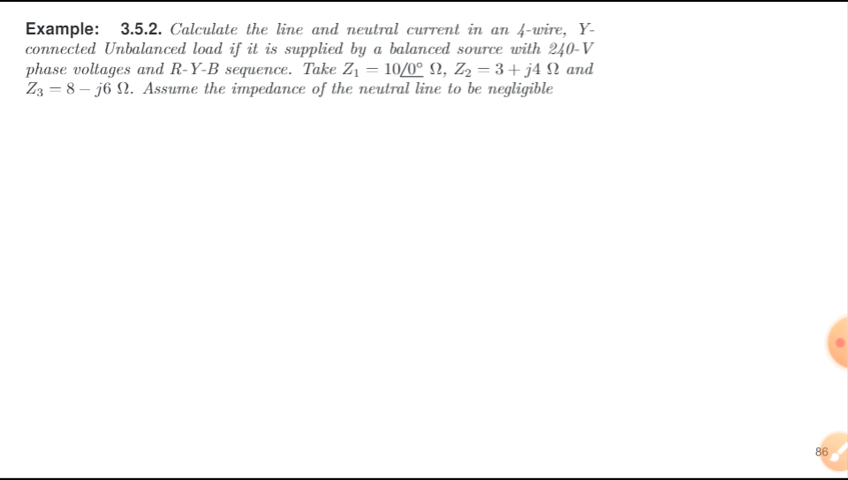 Example: 3.5.2. Calculate the line and neutral current in an 4-wire, Y-
connected Unbalanced load if it is supplied by a balanced source with 240-V
phase voltages and R-Y-B sequence. Take Z₁ = 10/0° Ω, Z₂ = 3 + j4 Ω and
Z₃ = 8 − j6 Ω. Assume the impedance of the neutral line to be negligible
86